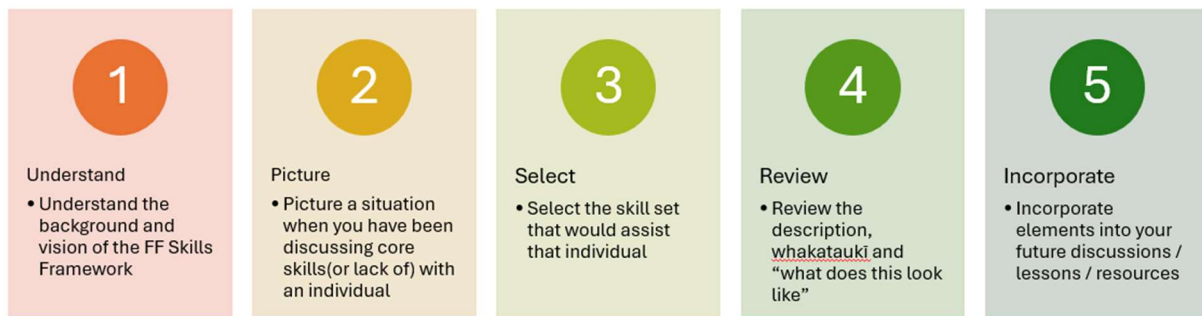 1
Understand
• Understand the
background and
vision of the FF Skills
Framework
2
Picture
• Picture a situation
when you have been
discussing core
skills(or lack of) with
an individual
3
Select
• Select the skill set
that would assist
that individual
4
Review
• Review the
description,
whakataukī and
“what does this look
like”
5
Incorporate
• Incorporate
elements into your
future discussions /
lessons / resources